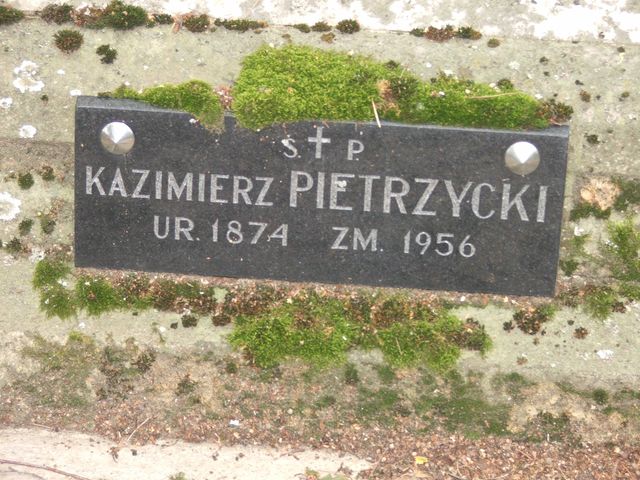 S. † P.
KAZIMIERZ PIETRZYCKI
UR. 1874 ZM. 1956